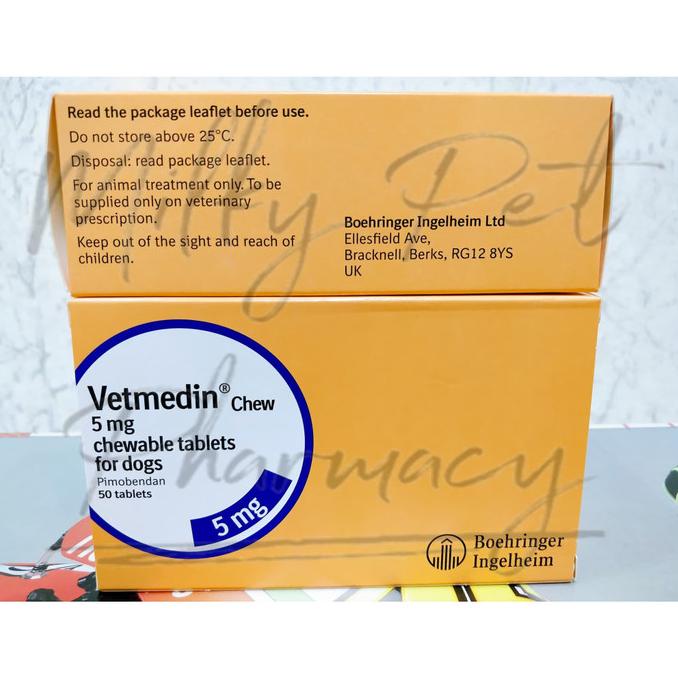 Read the package leaflet before use.
Do not store above 25°C.
Disposal: read package leaflet.
For animal treatment only. To be
supplied only on veterinary
prescription.
Keep out of the sight and reach of
children.
Boehringer Ingelheim Ltd
Ellesfield Ave,
Bracknell, Berks, RG12 8YS
UK
Milly Pet
Pharmacy
Vetmedin® Chew
5 mg
chewable tablets
for dogs
Pimobendan
50 tablets
5 mg
Boehringer
Ingelheim